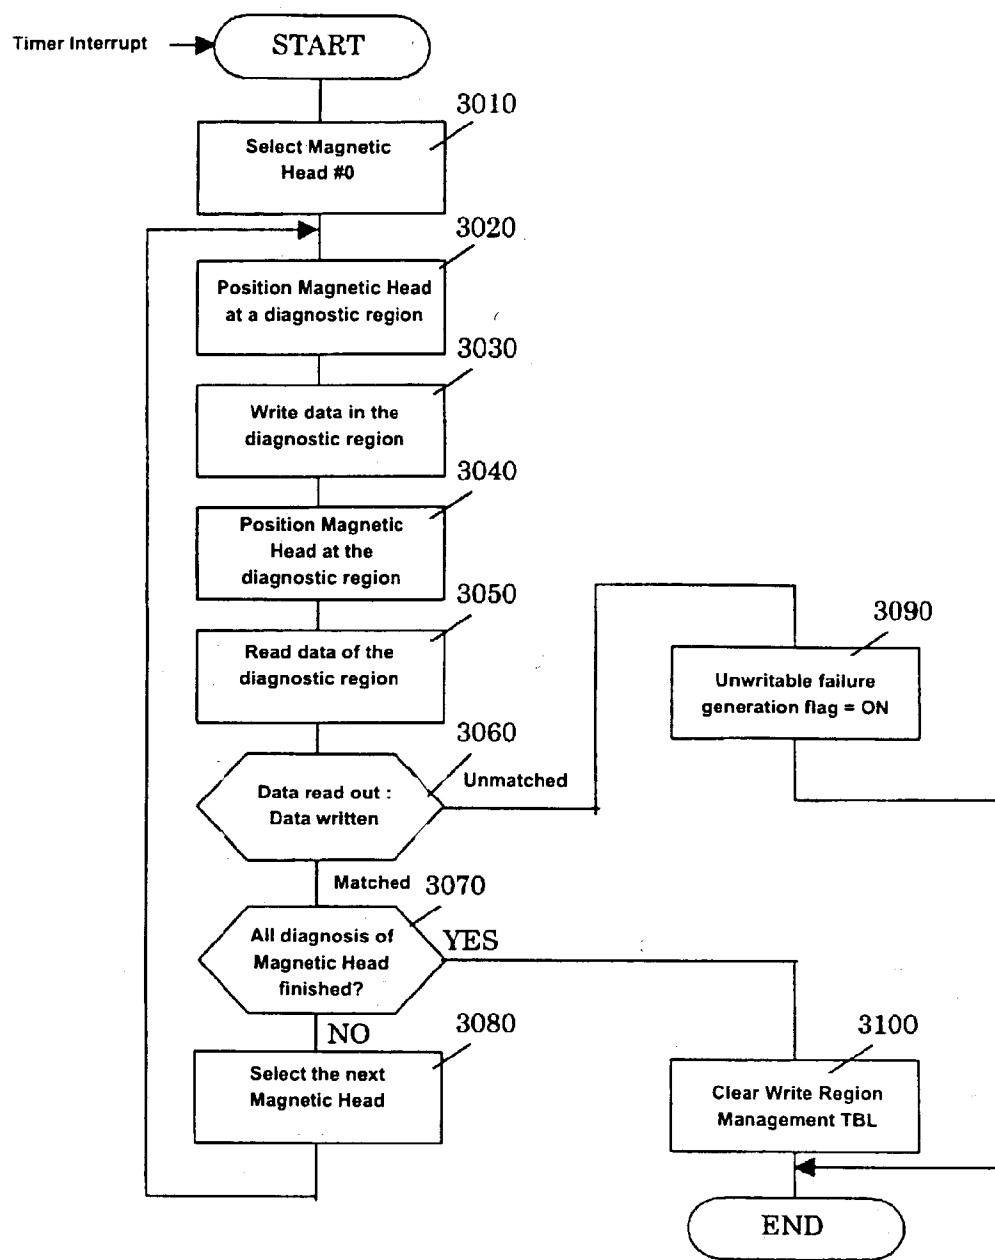 Timer Interrupt
START
3010
Select Magnetic
Head #0
3020
Position Magnetic Head
at a diagnostic region
3030
Write data in the
diagnostic region
3040
Position Magnetic
Head at the
diagnostic region
3050
Read data of the
diagnostic region
3090
Unwritable failure
generation flag = ON
3060
Unmatched
Data read out :
Data written
Matched
3070
YES
All diagnosis of
Magnetic Head
finished?
NO
3080
Select the next
Magnetic Head
3100
Clear Write Region
Management TBL
END